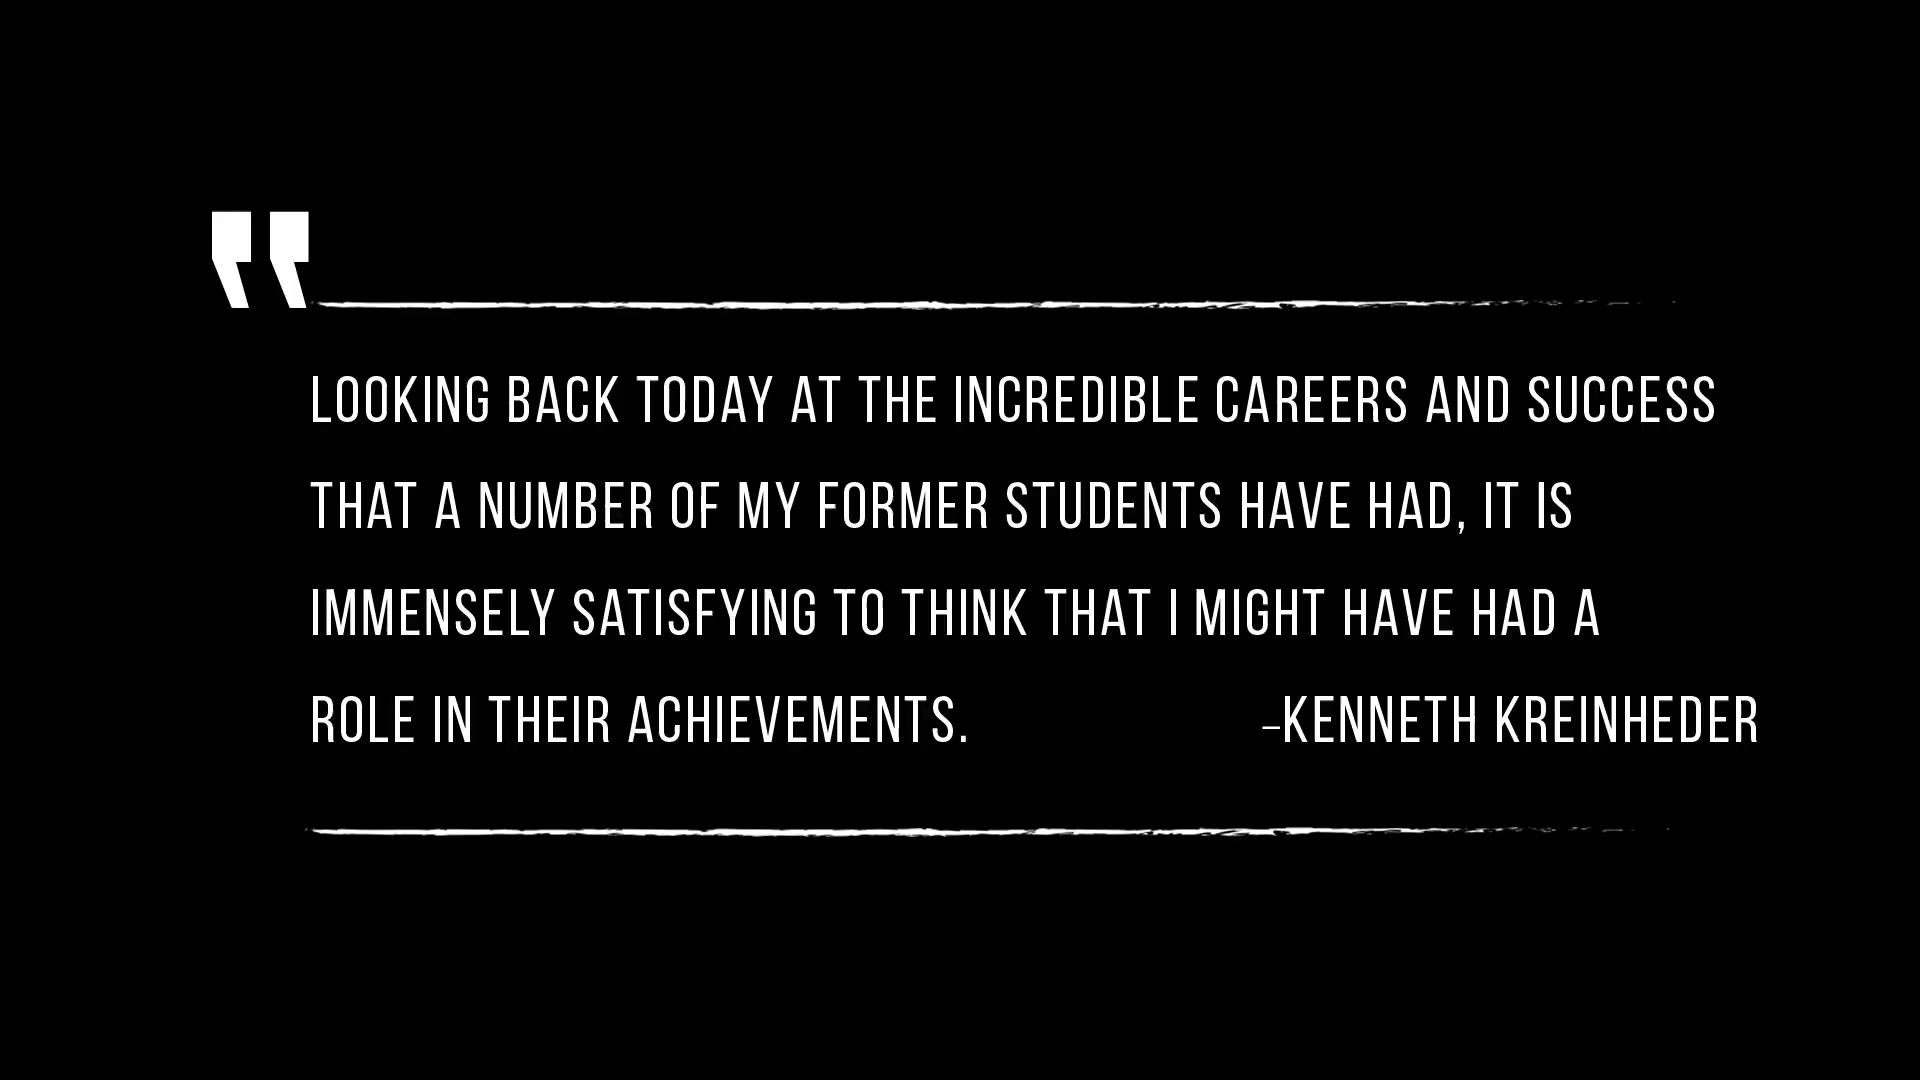 "
LOOKING BACK TODAY AT THE INCREDIBLE CAREERS AND SUCCESS
THAT A NUMBER OF MY FORMER STUDENTS HAVE HAD, IT IS
IMMENSELY SATISFYING TO THINK THAT I MIGHT HAVE HAD A
ROLE IN THEIR ACHIEVEMENTS. –KENNETH KREINHEDER